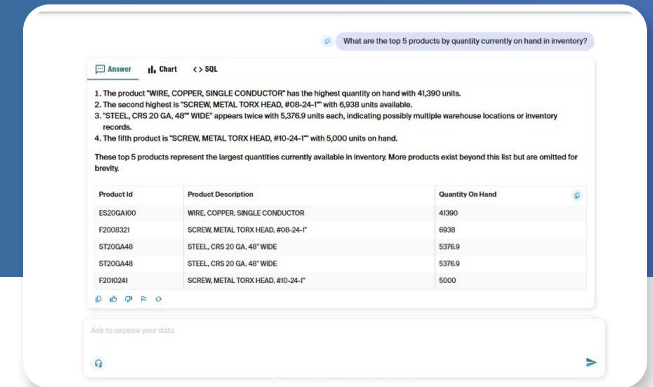 What are the top 5 products by quantity currently on hand in inventory?
Answer Chart <> SQL
1. The product "WIRE, COPPER, SINGLE CONDUCTOR" has the highest quantity on hand with 41,390 units.
2. The second highest is "SCREW, METAL TORX HEAD, #08-24-1"" with 6,938 units available.
3. "STEEL, CRS 20 GA, 48"" WIDE" appears twice with 5,376.9 units each, indicating possibly multiple warehouse locations or inventory
records.
4. The fifth product is "SCREW, METAL TORX HEAD, #10-24-1"" with 5,000 units on hand.
These top 5 products represent the largest quantities currently available in inventory. More products exist beyond this list but are omitted for
brevity.
Product Id Product Description Quantity On Hand
ES20GA100 WIRE, COPPER, SINGLE CONDUCTOR 41390
F2008321 SCREW, METAL TORX HEAD, #08-24-1" 6938
ST20GA48 STEEL, CRS 20 GA, 48" WIDE 5376.9
ST20GA48 STEEL, CRS 20 GA, 48" WIDE 5376.9
F2010241 SCREW, METAL TORX HEAD, #10-24-1" 5000
Ask to explore your data